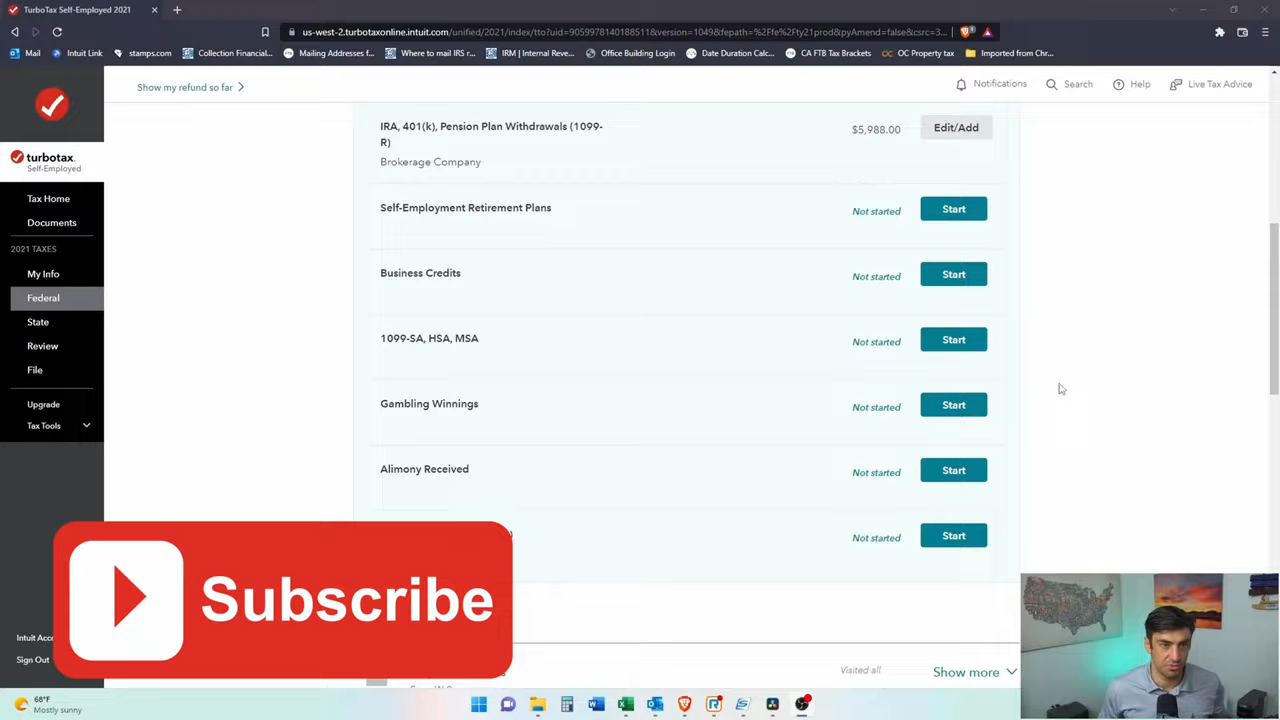 TurboTax Self-Employed 2021
us-west-2.turbotaxonline.intuit.com/unified/2021/index/tto?uid=9059978140188511&version=1049&fepath=%2Ffe%2Fty21prod&pyAmend=false&csrc=3...
Mail
Intuit Link
stamps.com
Collection Financial...
Mailing Addresses f...
Where to mail IRS r...
IRM | Internal Reve...
Office Building Login
Date Duration Calc...
CA FTB Tax Brackets
OC Property tax
Imported from Chr...
Show my refund so far
Notifications
Search
Help
Live Tax Advice
turbotax
Self-Employed
Tax Home
Documents
2021 TAXES
My Info
Federal
State
Review
File
Upgrade
Tax Tools
Sign Out
IRA, 401(k), Pension Plan Withdrawals (1099-
R)
$5,988.00
Edit/Add
Brokerage Company
Self-Employment Retirement Plans
Not started
Start
Business Credits
Not started
Start
1099-SA, HSA, MSA
Not started
Start
Gambling Winnings
Not started
Start
Alimony Received
Not started
Start
Not started
Start
Subscribe
Visited all
Show more
68°F
Mostly sunny